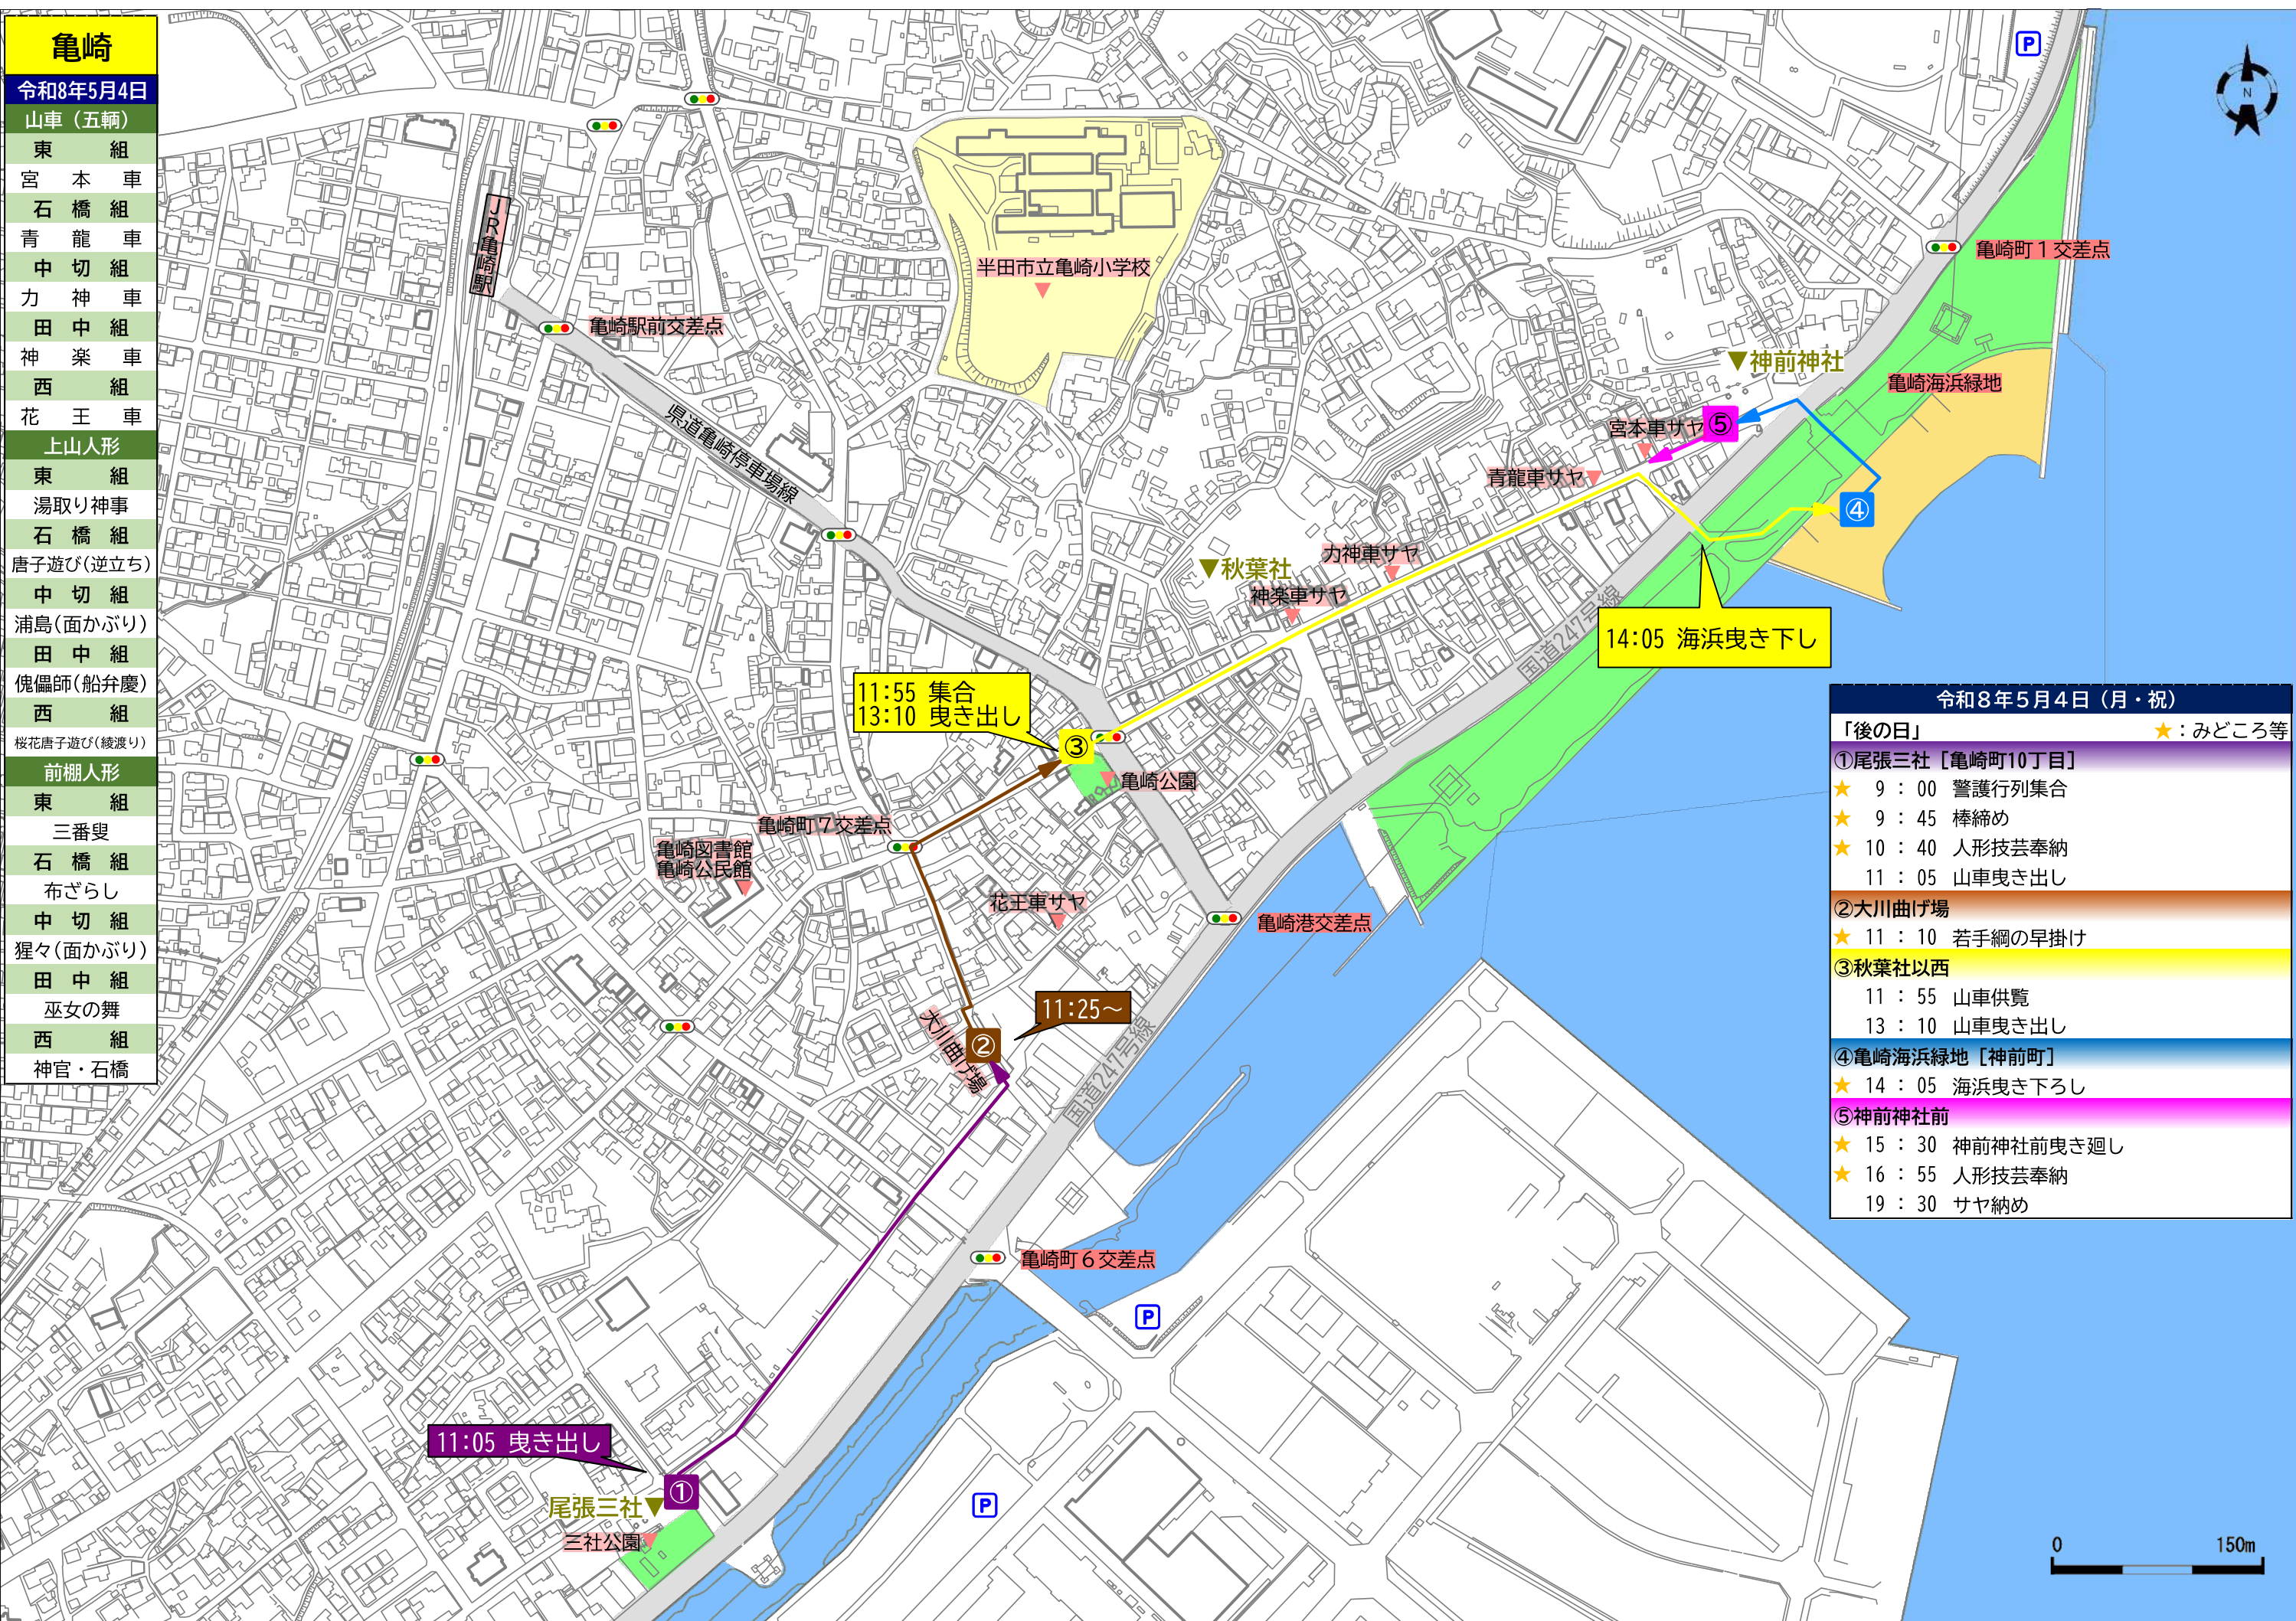 亀崎
令和8年5月4日
山車（五輌）
東　組
宮　本　車
石　橋　組
青　龍　車
中　切　組
力　神　車
田　中　組
神　楽　車
西　組
花　王　車
上山人形
東　組
湯取り神事
石　橋　組
唐子遊び(逆立ち)
中　切　組
浦島(面かぶり)
田　中　組
傀儡師(船弁慶)
西　組
桜花唐子遊び(綾渡り)
前棚人形
東　組
三番叟
石　橋　組
布ざらし
中　切　組
猩々(面かぶり)
田　中　組
巫女の舞
西　組
神官・石橋
P
N
JR亀崎駅
亀崎駅前交差点
県道亀崎停車場線
半田市立亀崎小学校
亀崎町１交差点
▼神前神社
亀崎海浜緑地
⑤
宮本車サヤ
青龍車サヤ
④
力神車サヤ
▼秋葉社
神楽車サヤ
国道247号線
14:05 海浜曳き下し
11:55 集合
13:10 曳き出し
③
亀崎公園
亀崎町７交差点
亀崎図書館
亀崎公民館
花王車サヤ
亀崎港交差点
11:25～
大川曲げ場
②
国道247号線
亀崎町６交差点
P
11:05 曳き出し
①
尾張三社▼
三社公園
P
令和８年５月４日（月・祝）
「後の日」　★：みどころ等
①尾張三社［亀崎町10丁目］
★ 9 : 00 警護行列集合
★ 9 : 45 棒締め
★ 10 : 40 人形技芸奉納
11 : 05 山車曳き出し
②大川曲げ場
★ 11 : 10 若手綱の早掛け
③秋葉社以西
11 : 55 山車供覧
13 : 10 山車曳き出し
④亀崎海浜緑地［神前町］
★ 14 : 05 海浜曳き下ろし
⑤神前神社前
★ 15 : 30 神前神社前曳き廻し
★ 16 : 55 人形技芸奉納
19 : 30 サヤ納め
0　150m